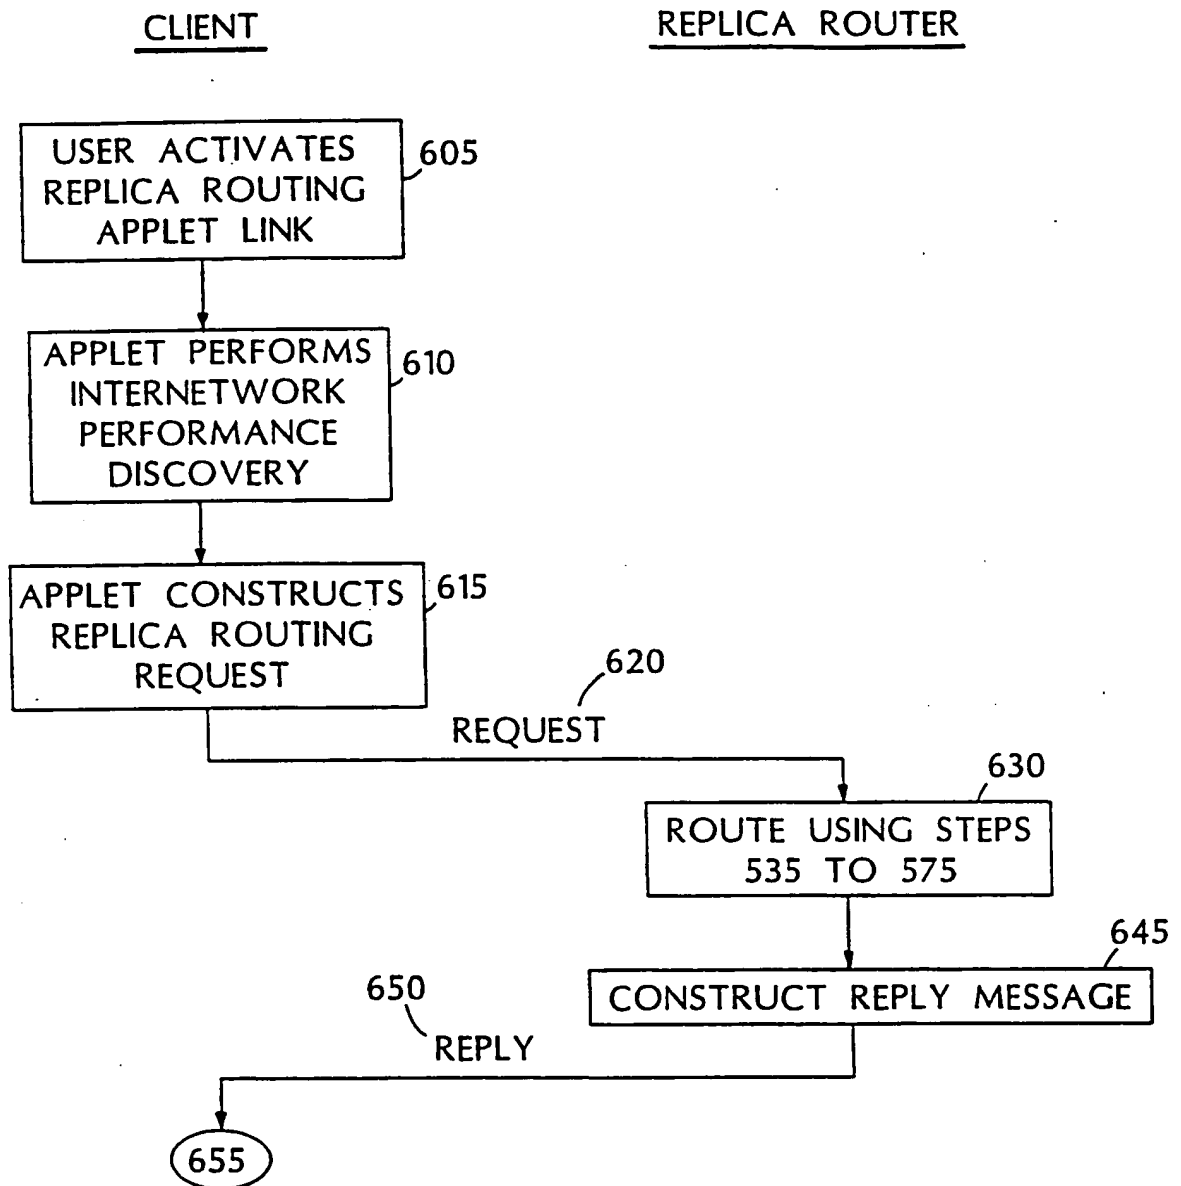 CLIENT
REPLICA ROUTER
USER ACTIVATES
REPLICA ROUTING
APPLET LINK
605
APPLET PERFORMS
INTERNETWORK
PERFORMANCE
DISCOVERY
610
APPLET CONSTRUCTS
REPLICA ROUTING
REQUEST
615
620
REQUEST
630
ROUTE USING STEPS
535 TO 575
645
CONSTRUCT REPLY MESSAGE
650
REPLY
655